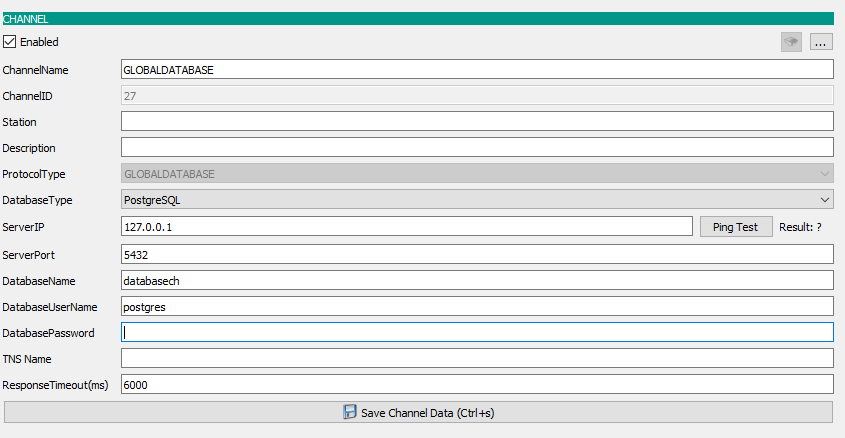 CHANNEL
Enabled
...
ChannelName GLOBALDATABASE
ChannelID 27
Station
Description
ProtocolType GLOBALDATABASE
DatabaseType PostgreSQL
ServerIP 127.0.0.1 Ping Test Result: ?
ServerPort 5432
DatabaseName databasech
DatabaseUserName postgres
DatabasePassword
TNS Name
ResponseTimeout(ms) 6000
Save Channel Data (Ctrl+s)